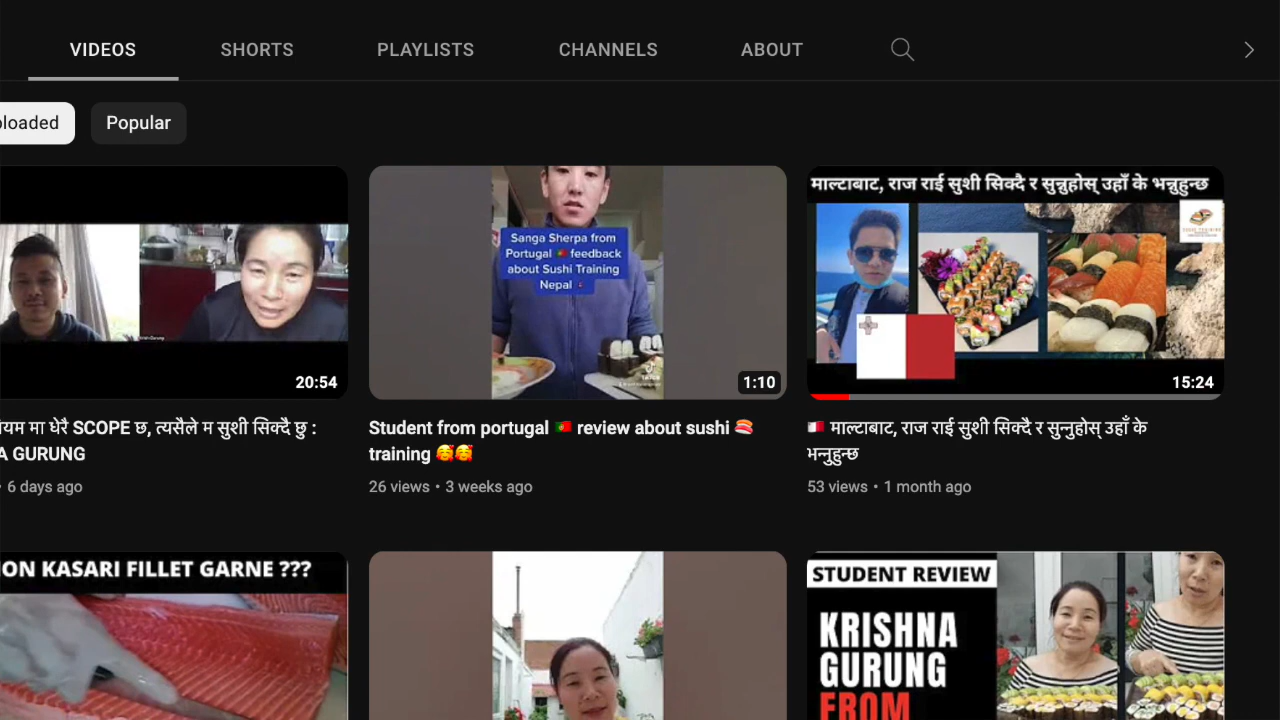 VIDEOS
SHORTS
PLAYLISTS
CHANNELS
ABOUT
ploaded
Popular
20:54
यम मा धेरै SCOPE छ, त्यसैले म सुशी सिक्दै छु :
A GURUNG
• 6 days ago
Sanga Sherpa from
Portugal 🇵🇹 feedback
about Sushi Training
Nepal
1:10
Student from portugal 🇵🇹 review about sushi 🍣
training 🥰🥰
26 views • 3 weeks ago
माल्टाबाट, राज राई सुशी सिक्दै र सुन्नुहोस् उहाँ के भन्नुहुन्छ
15:24
🇲🇹 माल्टाबाट, राज राई सुशी सिक्दै र सुन्नुहोस् उहाँ के
भन्नुहुन्छ
53 views • 1 month ago
ON KASARI FILLET GARNE ???
STUDENT REVIEW
KRISHNA
GURUNG
FROM